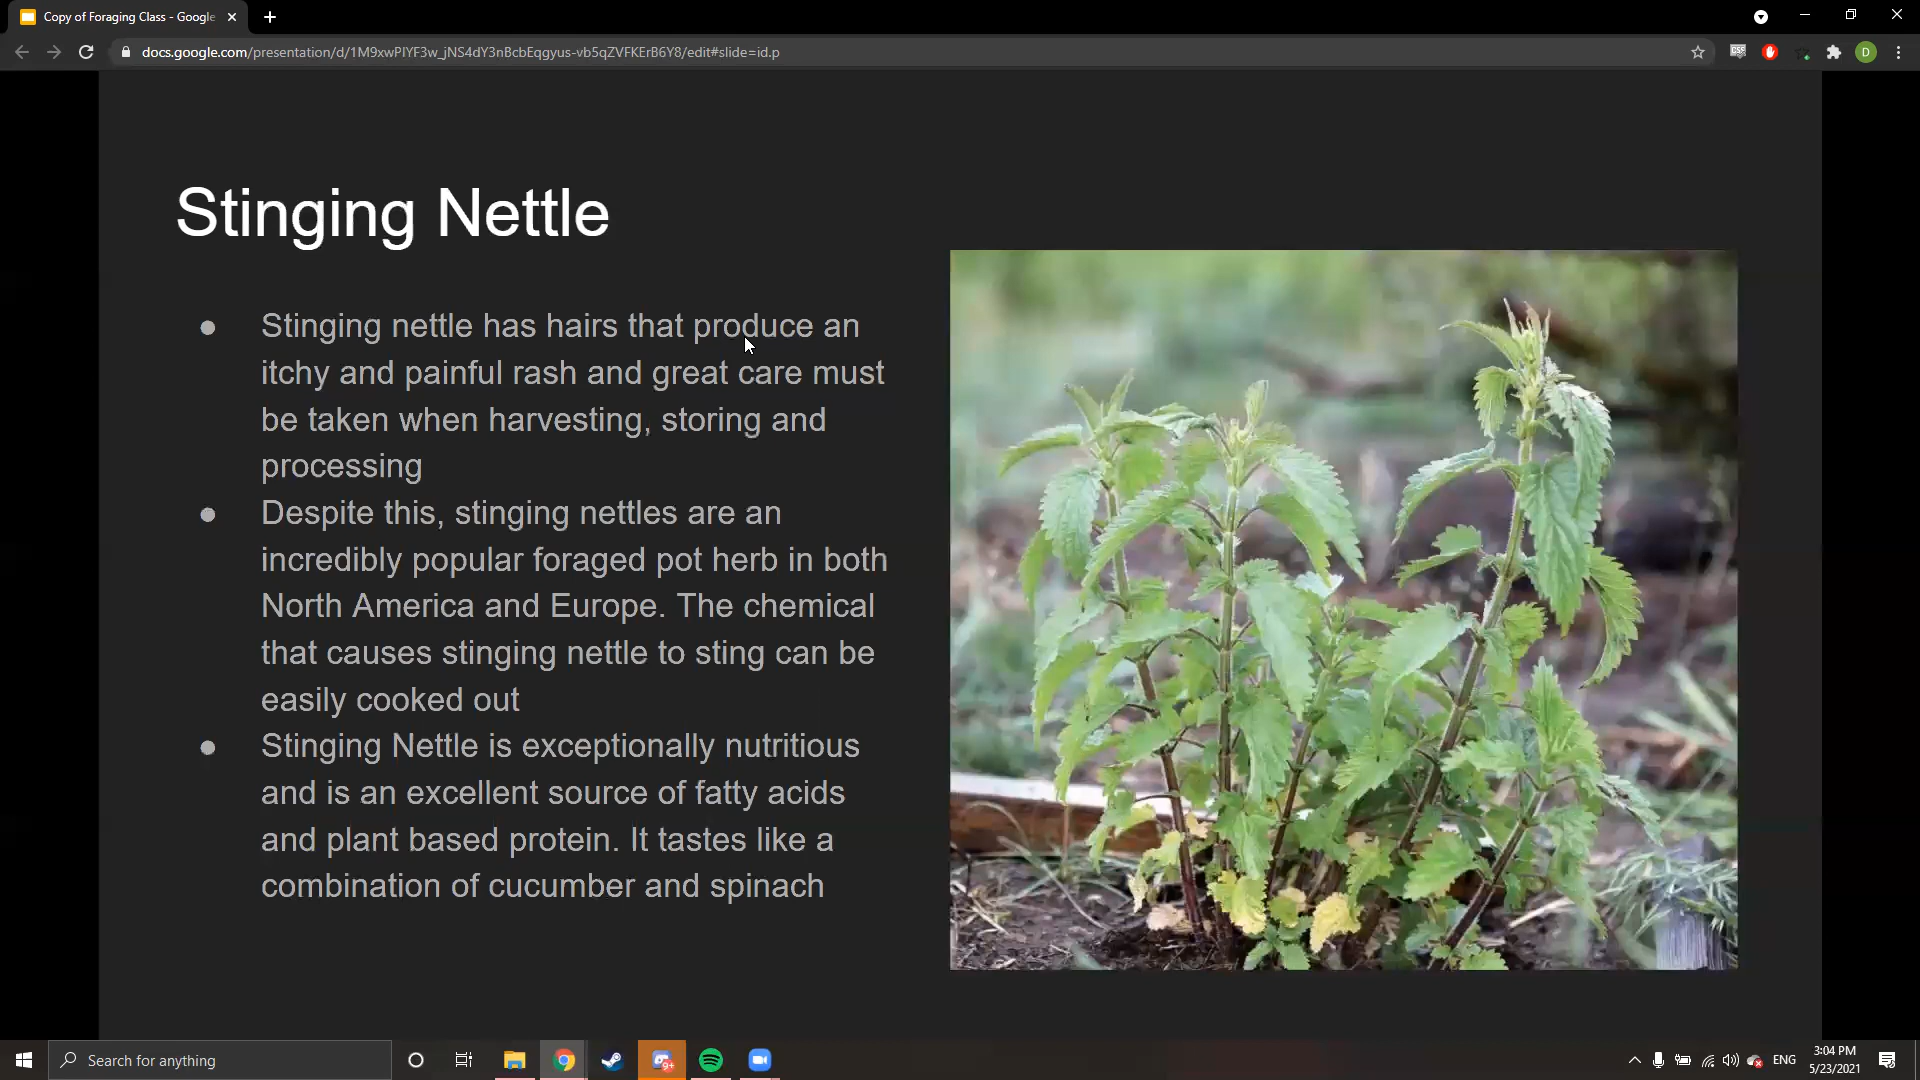 Copy of Foraging Class - Google
docs.google.com/presentation/d/1M9xwPIYF3w_jNS4dY3nBcbEqgyus-vb5qZVFKErB6Y8/edit#slide=id.p
D
Stinging Nettle
Stinging nettle has hairs that produce an
itchy and painful rash and great care must
be taken when harvesting, storing and
processing
Despite this, stinging nettles are an
incredibly popular foraged pot herb in both
North America and Europe. The chemical
that causes stinging nettle to sting can be
easily cooked out
Stinging Nettle is exceptionally nutritious
and is an excellent source of fatty acids
and plant based protein. It tastes like a
combination of cucumber and spinach
Search for anything
9+
ENG
3:04 PM
5/23/2021